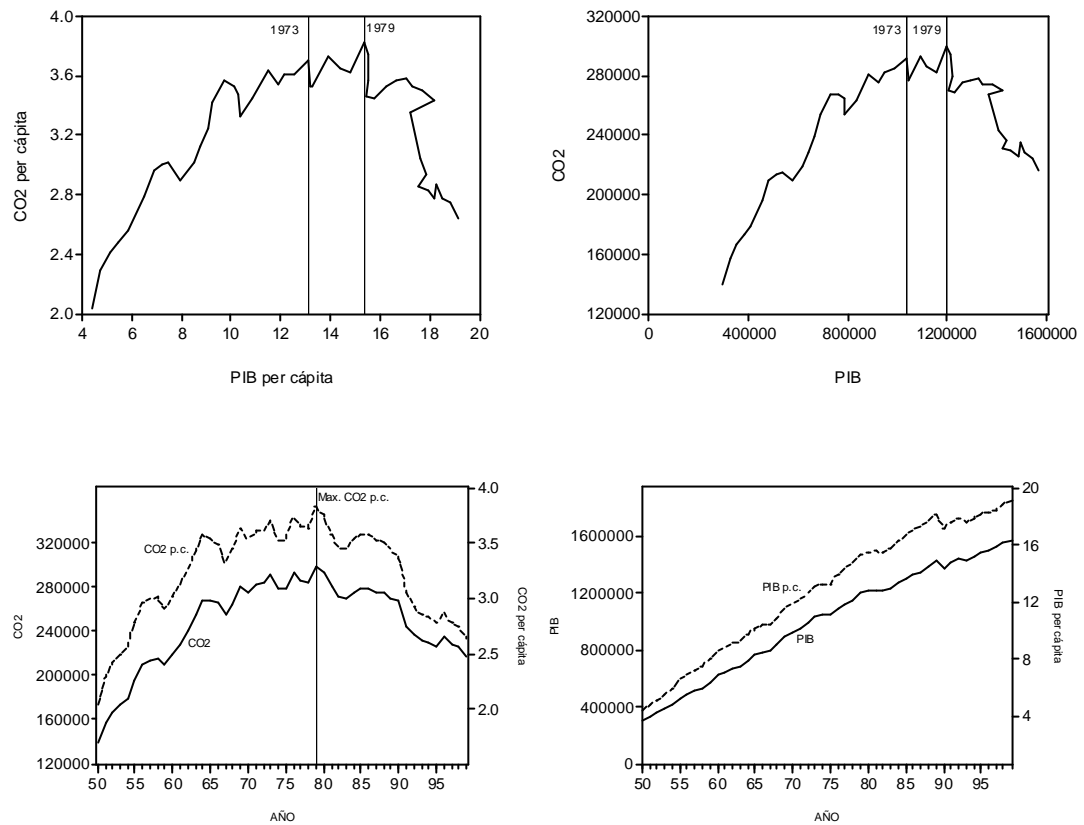 4.0
3.6
3.2
2.8
2.4
2.0
CO2 per cápita
1973
1979
4 6 8 10 12 14 16 18 20
PIB per cápita
320000
280000
240000
200000
160000
120000
CO2
1973 1979
0 400000 800000 1200000 1600000
PIB
320000
280000
240000
200000
160000
120000
CO2
4.0
3.5
3.0
2.5
2.0
CO2 per cápita
Max. CO2 p.c.
CO2 p.c.
CO2
50 55 60 65 70 75 80 85 90 95
AÑO
1600000
1200000
800000
400000
0
PIB
20
16
12
8
4
PIB per cápita
PIB p.c.
PIB
50 55 60 65 70 75 80 85 90 95
AÑO